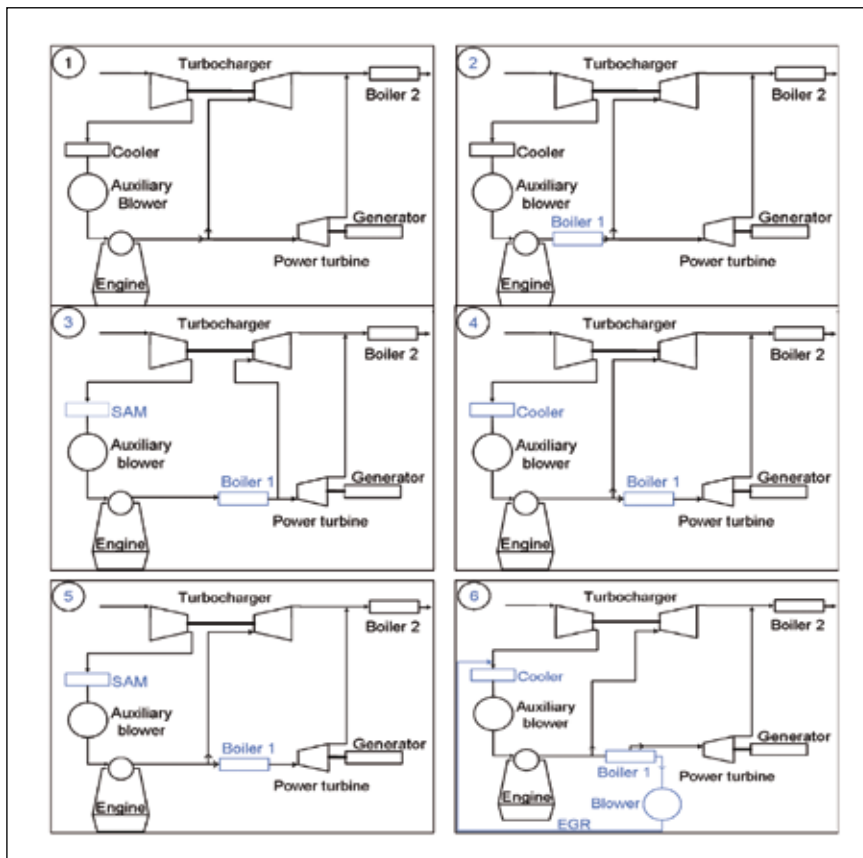 1
Turbocharger
Boiler 2
Cooler
Auxiliary
Blower
Generator
Power turbine
Engine
2
Turbocharger
Boiler 2
Cooler
Auxiliary
blower
Boiler 1
Generator
Power turbine
Engine
3
Turbocharger
Boiler 2
SAM
Auxiliary
blower
Boiler 1
Generator
Power turbine
Engine
4
Turbocharger
Boiler 2
Cooler
Auxiliary
blower
Boiler 1
Generator
Power turbine
Engine
5
Turbocharger
Boiler 2
SAM
Auxiliary
blower
Boiler 1
Generator
Power turbine
Engine
6
Turbocharger
Boiler 2
Cooler
Auxiliary
blower
Generator
Boiler 1
Power turbine
Engine
Blower
EGR